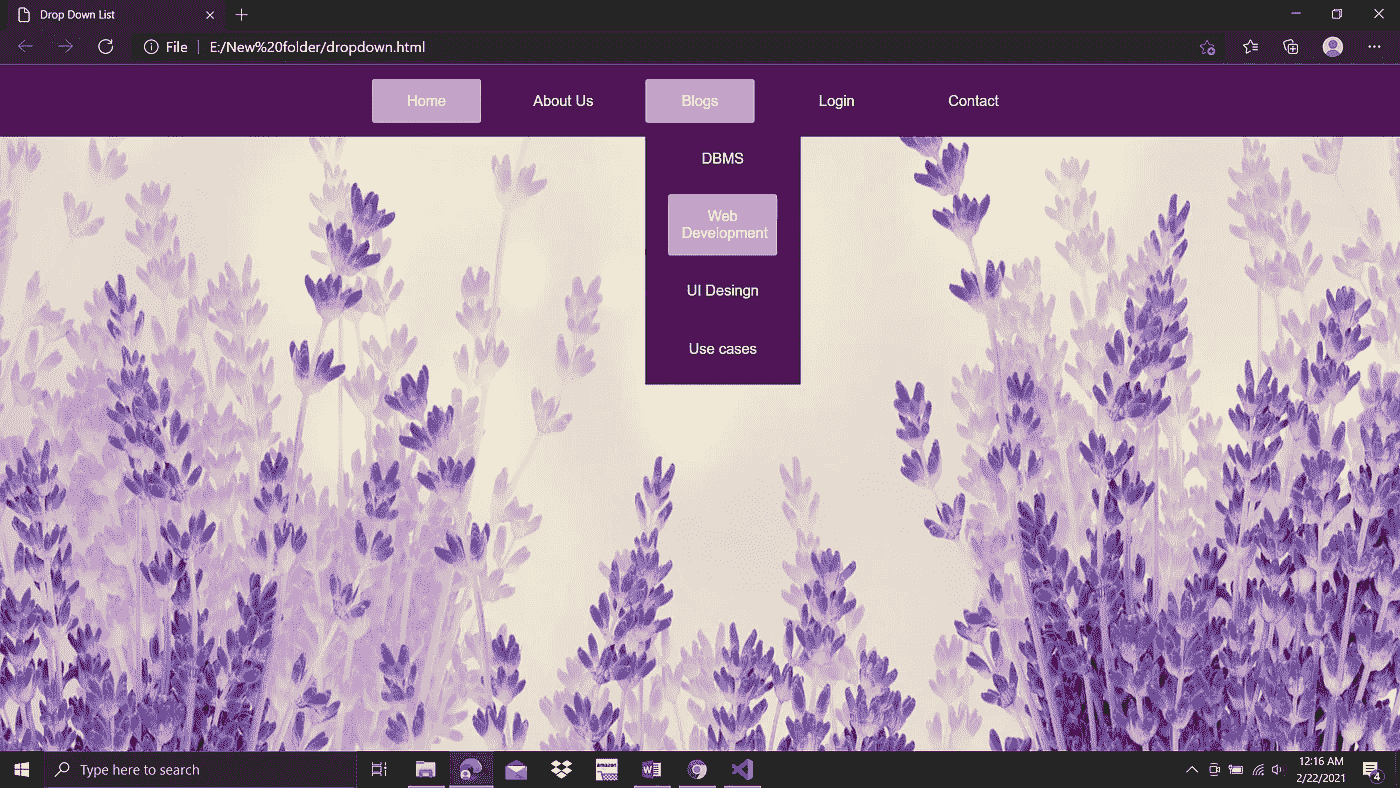 Drop Down List
File
E:/New%20folder/dropdown.html
Home
About Us
Blogs
Login
Contact
DBMS
Web
Development
UI Desingn
Use cases
Type here to search
amazon
W
12:16 AM
2/22/2021
4